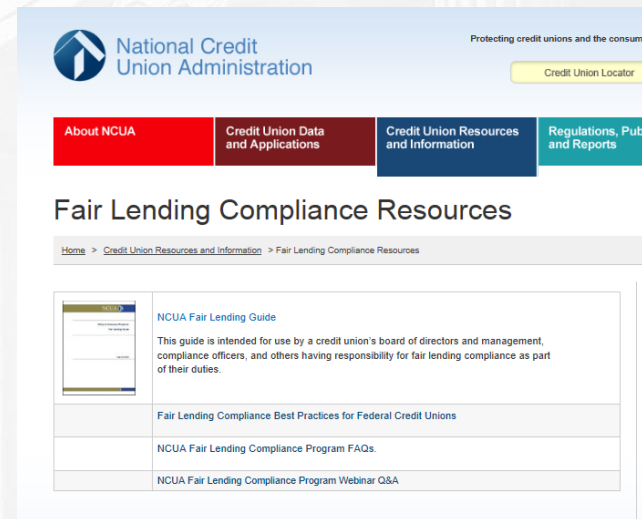 National Credit
Union Administration
Protecting credit unions and the consum
Credit Union Locator
About NCUA
Credit Union Data
and Applications
Credit Union Resources
and Information
Regulations, Pub
and Reports
Fair Lending Compliance Resources
Home > Credit Union Resources and Information > Fair Lending Compliance Resources
NCUA
NCUA Fair Lending Guide
This guide is intended for use by a credit union's board of directors and management,
compliance officers, and others having responsibility for fair lending compliance as part
of their duties.
Fair Lending Compliance Best Practices for Federal Credit Unions
NCUA Fair Lending Compliance Program FAQs.
NCUA Fair Lending Compliance Program Webinar Q&A